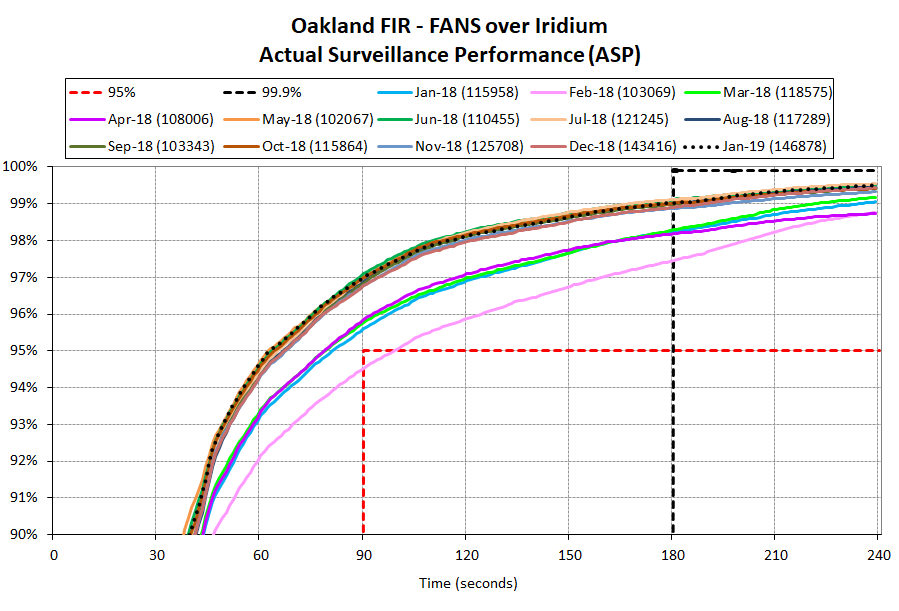 Oakland FIR - FANS over Iridium
Actual Surveillance Performance (ASP)
95% 99.9% Jan-18 (115958) Feb-18 (103069) Mar-18 (118575)
Apr-18 (108006) May-18 (102067) Jun-18 (110455) Jul-18 (121245) Aug-18 (117289)
Sep-18 (103343) Oct-18 (115864) Nov-18 (125708) Dec-18 (143416) Jan-19 (146878)
100%
99%
98%
97%
96%
95%
94%
93%
92%
91%
90%
0 30 60 90 120 150 180 210 240
Time (seconds)